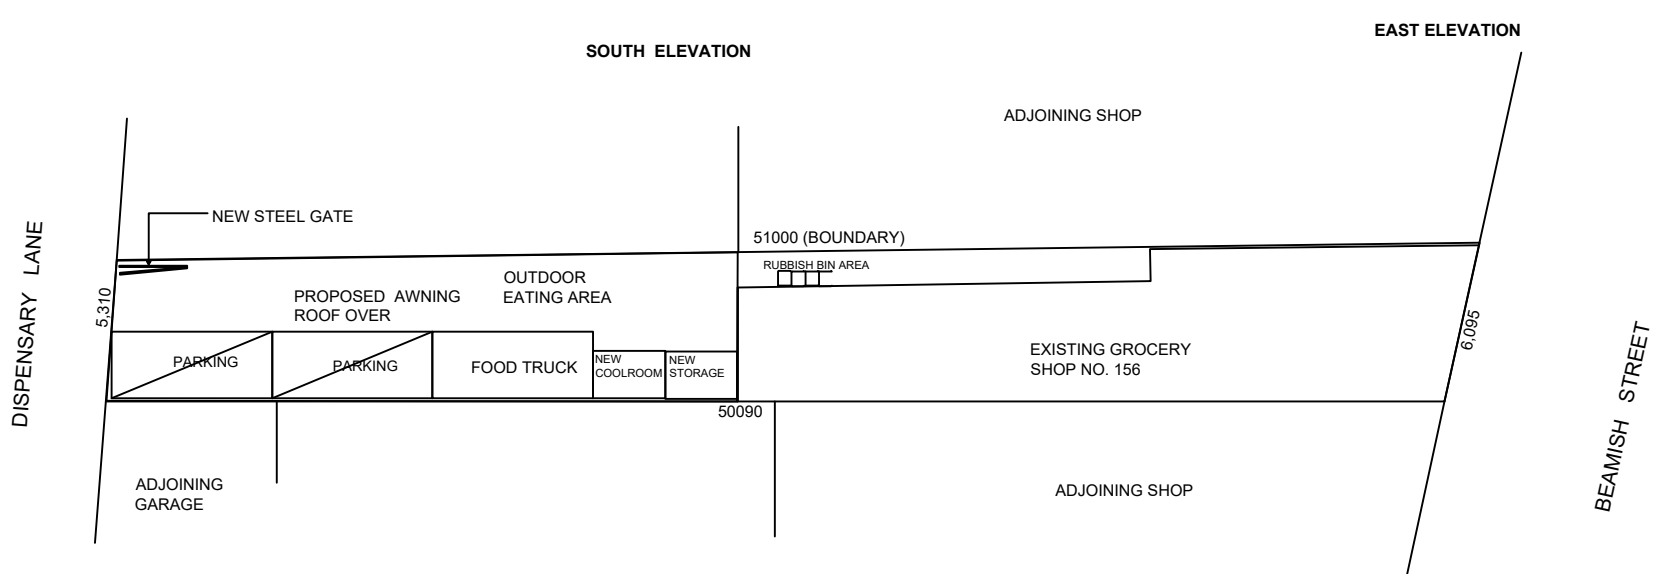 EAST ELEVATION
SOUTH ELEVATION
ADJOINING SHOP
NEW STEEL GATE
51000 (BOUNDARY)
RUBBISH BIN AREA
OUTDOOR
EATING AREA
PROPOSED AWNING
ROOF OVER
DISPENSARY LANE
5,310
PARKING
PARKING
FOOD TRUCK
NEW
COOLROOM
NEW
STORAGE
EXISTING GROCERY
SHOP NO. 156
6,095
BEAMISH STREET
50090
ADJOINING
GARAGE
ADJOINING SHOP